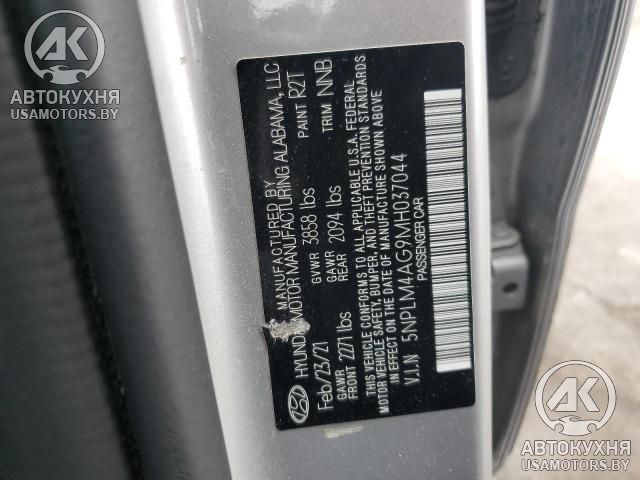 MANUFACTURED BY
HYUNDAI MOTOR MANUFACTURING ALABAMA, LLC
Feb/23/21 GVWR 3858 lbs PAINT R2T
GAWR FRONT 2271 lbs GAWR REAR 2094 lbs TRIM NNB
THIS VEHICLE CONFORMS TO ALL APPLICABLE U.S.A. FEDERAL
MOTOR VEHICLE SAFETY, BUMPER, AND THEFT PREVENTION STANDARDS
IN EFFECT ON THE DATE OF MANUFACTURE SHOWN ABOVE
V.I.N 5NPLM4AG9MH037044
PASSENGER CAR
АК
АВТОКУХНЯ
USAMOTORS.BY
АК
АВТОКУХНЯ
USAMOTORS.BY